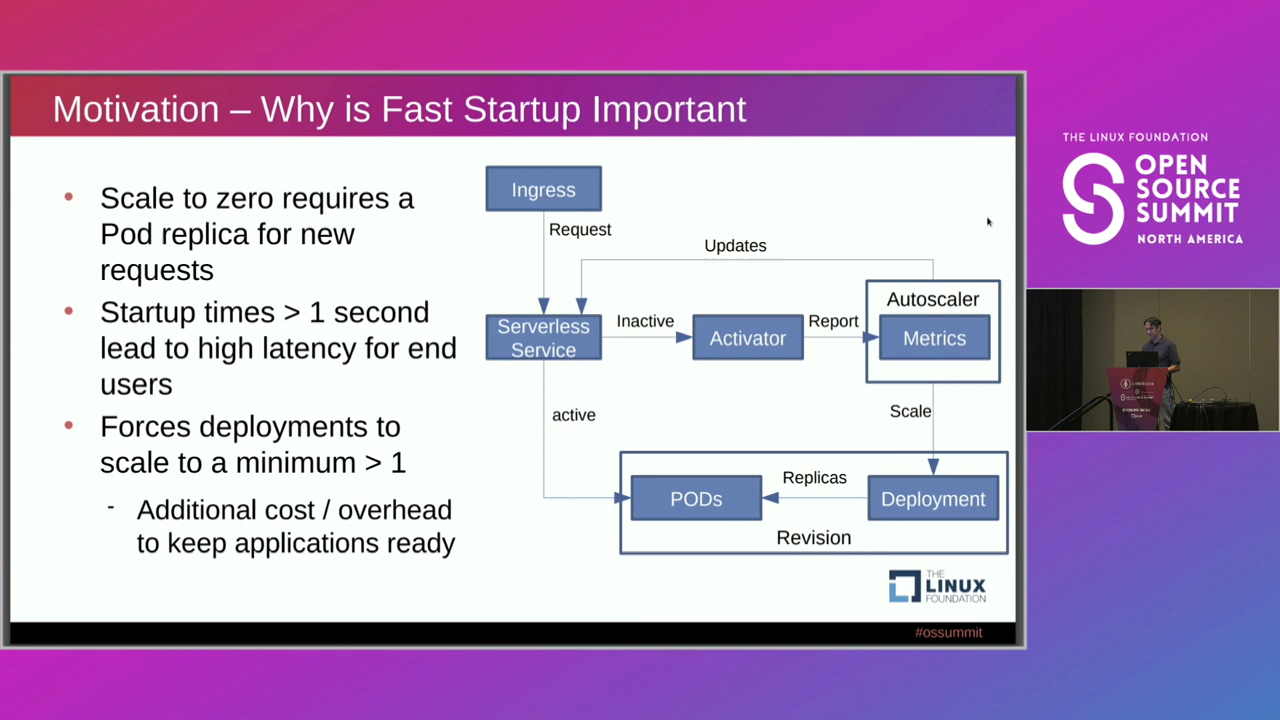 Motivation – Why is Fast Startup Important
Scale to zero requires a
Pod replica for new
requests
Startup times > 1 second
lead to high latency for end
users
Forces deployments to
scale to a minimum > 1
- Additional cost / overhead
to keep applications ready
Ingress
Request
Updates
Serverless
Service
Inactive
Activator
Report
Autoscaler
Metrics
active
Scale
PODs
Replicas
Deployment
Revision
THE
LINUX
FOUNDATION
#ossummit
THE LINUX FOUNDATION
OPEN
SOURCE
SUMMIT
NORTH AMERICA